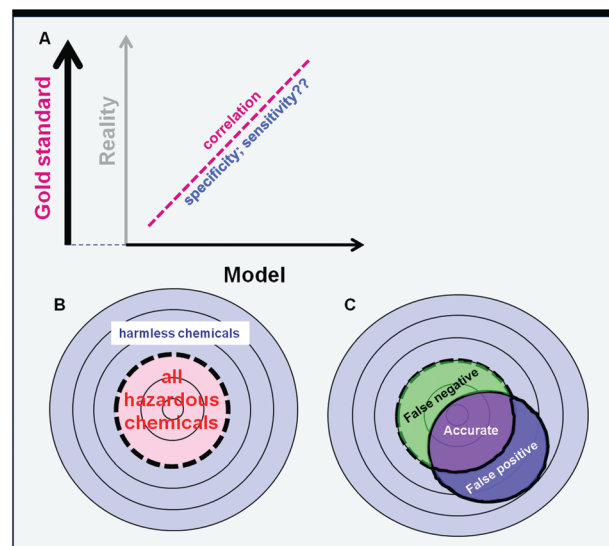 A
Gold standard
Reality
correlation
specificity; sensitivity??
Model
B
harmless chemicals
all
hazardous
chemicals
C
False negative
Accurate
False positive